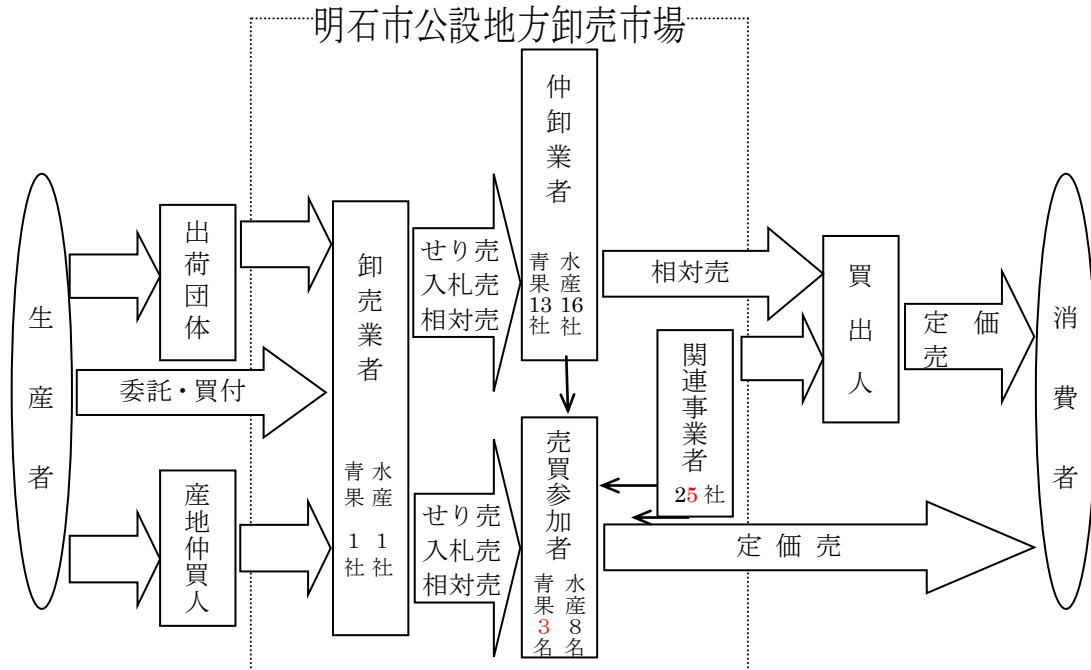 明石市公設地方卸売市場
生産者
出荷団体
委託・買付
産地仲買人
卸売業者
水産 1社
青果 1社
せり売
入札売
相対売
せり売
入札売
相対売
仲卸業者
水産16社
青果13社
売買参加者
水産8名
青果3名
相対売
関連事業者
25社
買出人
定価
売
定価売
消費者